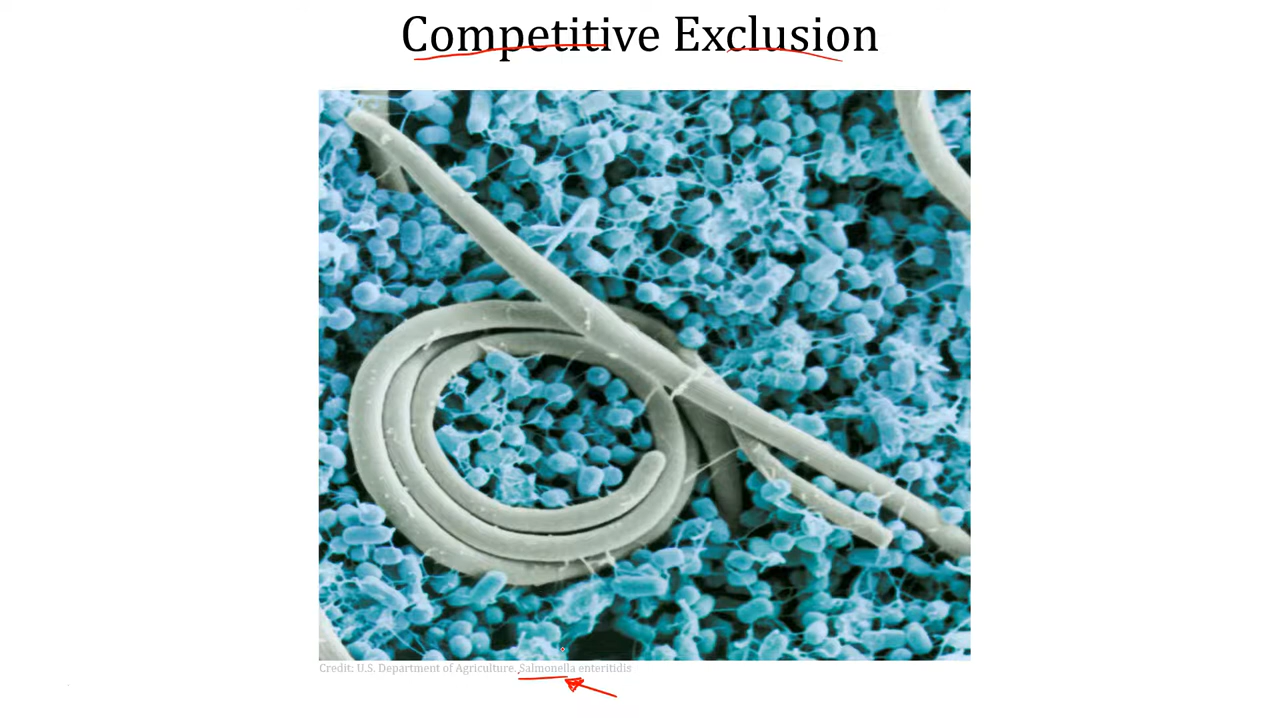 Competitive Exclusion
Credit: U.S. Department of Agriculture. Salmonella enteritidis